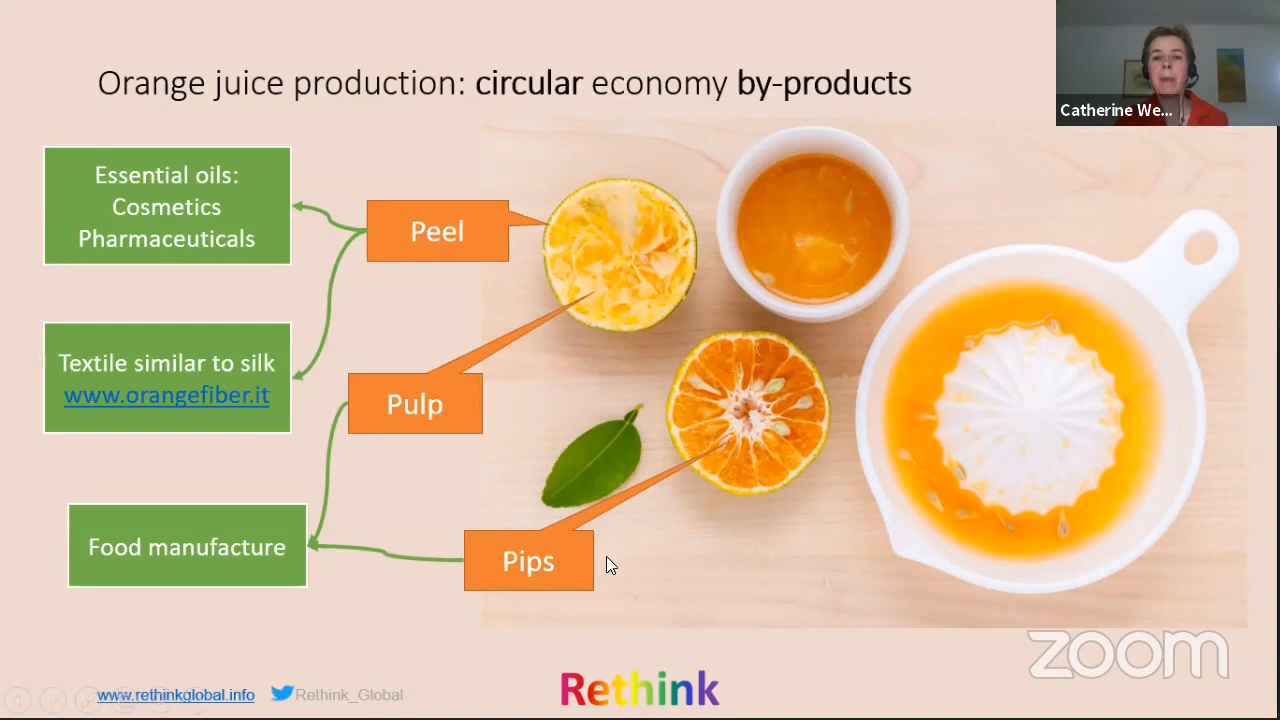 Orange juice production: circular economy by-products
Catherine We...
Essential oils:
Cosmetics
Pharmaceuticals
Peel
Textile similar to silk
www.orangefiber.it
Pulp
Food manufacture
Pips
zoom
www.rethinkglobal.info
Rethink_Global
Rethink